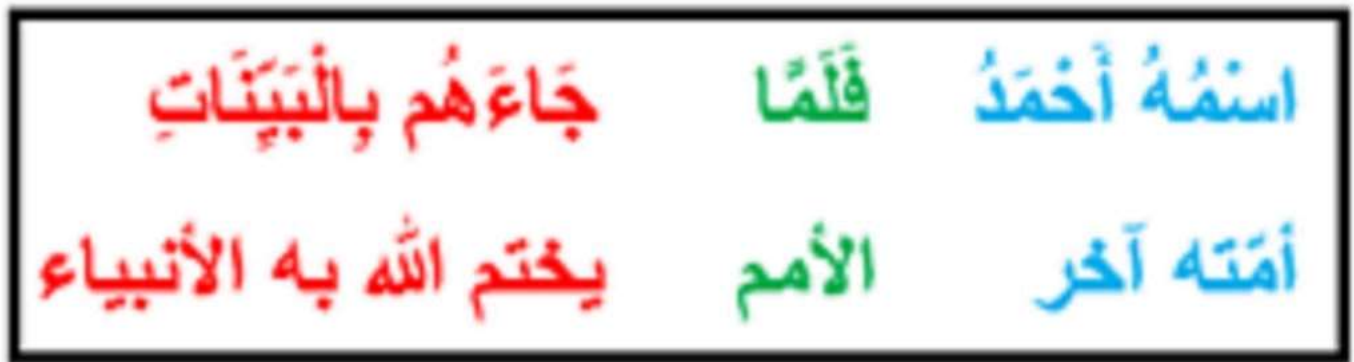 اسْمُهُ أَحْمَدُ فَلَمَّا جَاءَهُم بِالْبَيِّنَاتِ
أمّته آخر الأمم يختم الله به الأنبياء